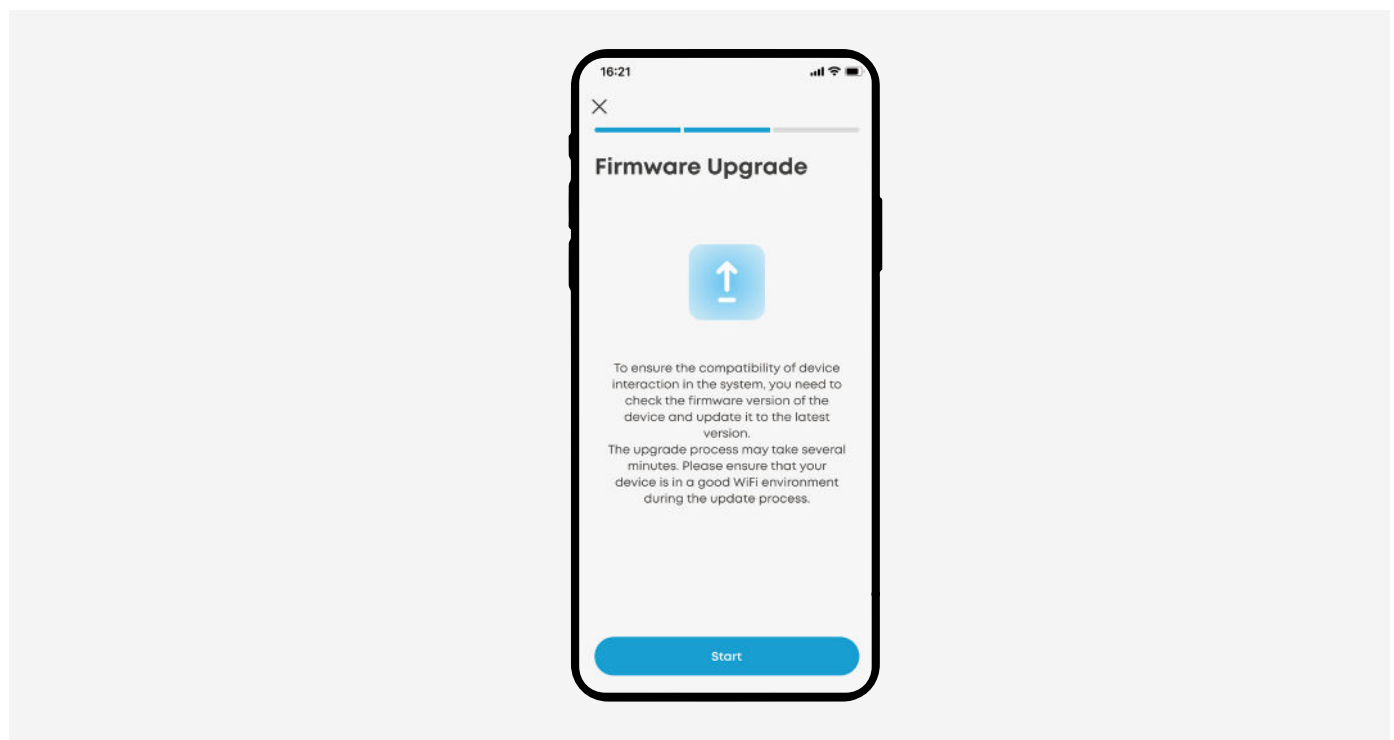 16:21
Firmware Upgrade
To ensure the compatibility of device
interaction in the system, you need to
check the firmware version of the
device and update it to the latest
version.
The upgrade process may take several
minutes. Please ensure that your
device is in a good WiFi environment
during the update process.
Start